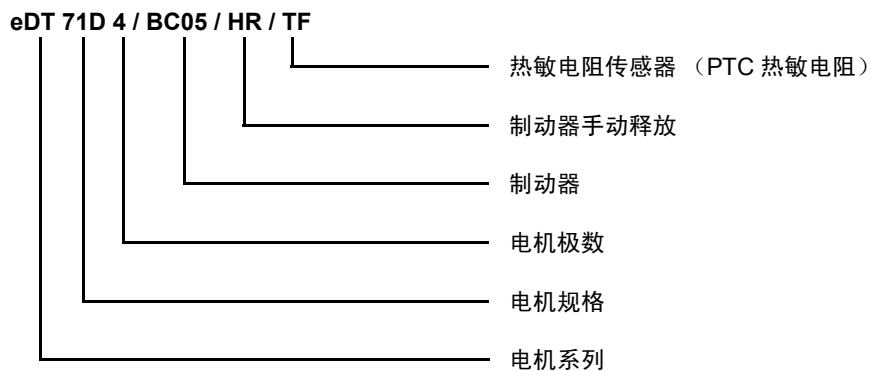 eDT 71D 4 / BC05 / HR / TF
热敏电阻传感器 （PTC 热敏电阻）
制动器手动释放
制动器
电机极数
电机规格
电机系列